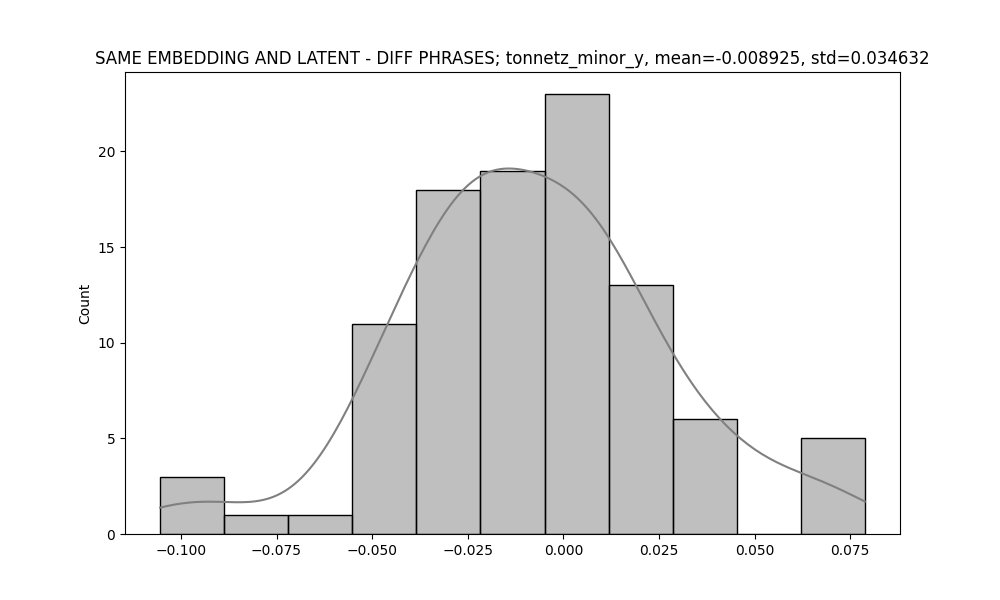 SAME EMBEDDING AND LATENT - DIFF PHRASES; tonnetz_minor_y, mean=-0.008925, std=0.034632
20
15
10
5
0
Count
−0.100 −0.075 −0.050 −0.025 0.000 0.025 0.050 0.075